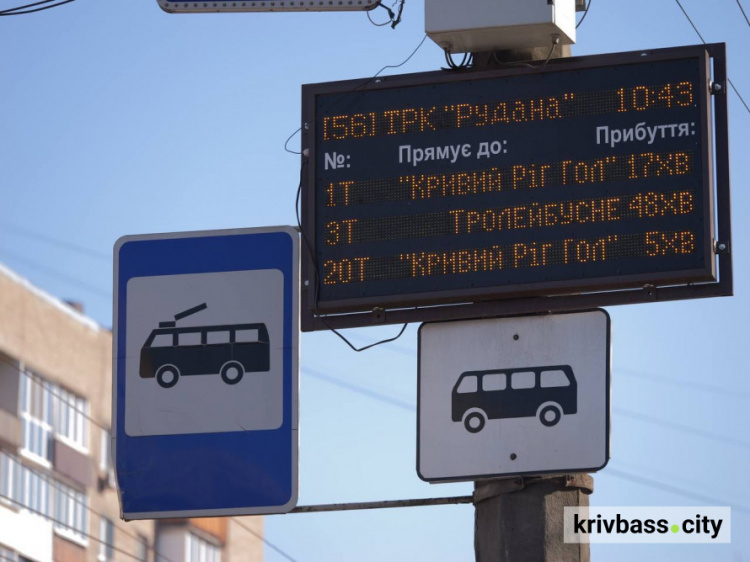 [56] ТРК "Рудана" 10:43
№: Прямує до: Прибуття:
1Т "Кривий Ріг Гол" 17хв
3Т Тролейбусне 48хв
20Т "Кривий Ріг Гол" 5хв
krivbass.city